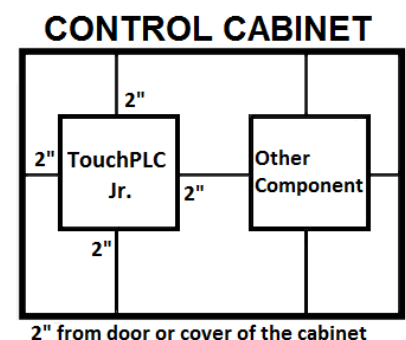 CONTROL CABINET
2"
2"
TouchPLC
Jr.
2"
Other
Component
2"
2" from door or cover of the cabinet